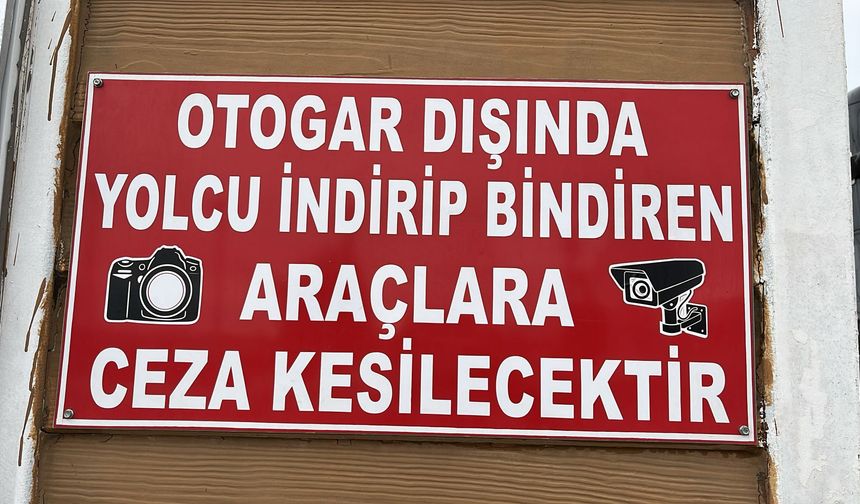 OTOGAR DIŞINDA
YOLCU İNDİRİP BİNDİREN
ARAÇLARA
CEZA KESİLECEKTİR